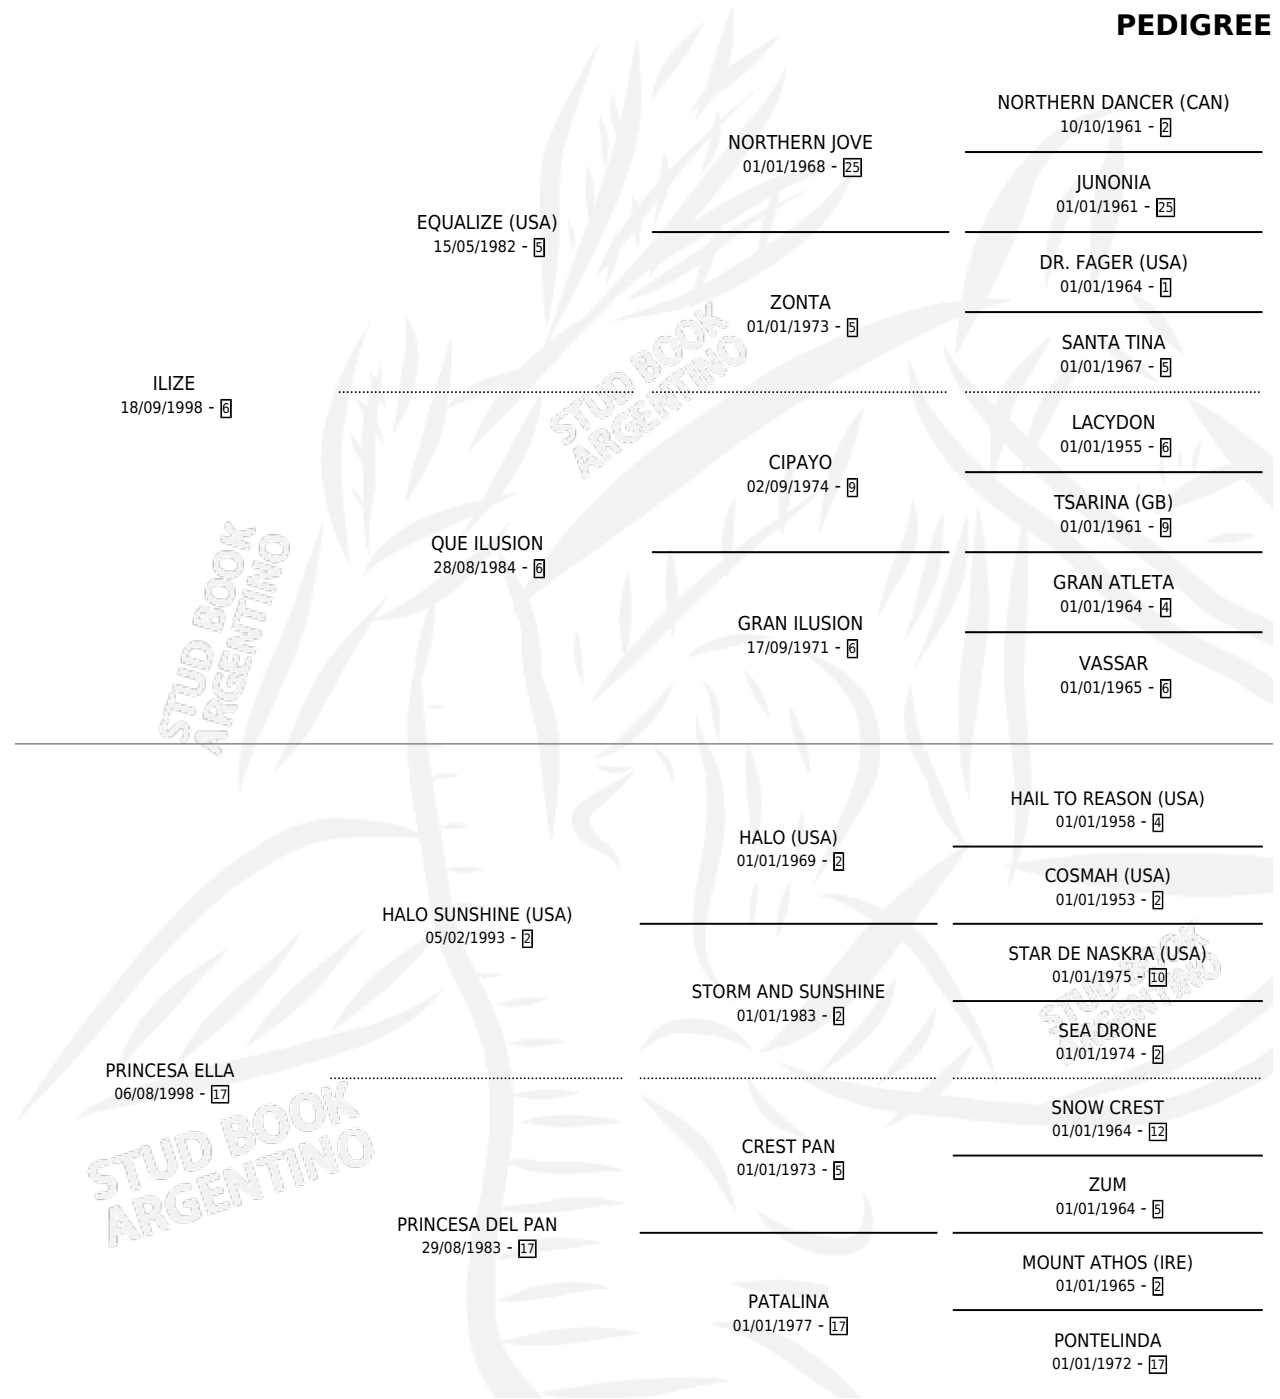 PEDIGREE
NORTHERN DANCER (CAN)
10/10/1961 - 2
NORTHERN JOVE
01/01/1968 - 25
JUNONIA
01/01/1961 - 25
EQUALIZE (USA)
15/05/1982 - 5
DR. FAGER (USA)
01/01/1964 - 1
ZONTA
01/01/1973 - 5
SANTA TINA
01/01/1967 - 5
ILIZE
18/09/1998 - 6
LACYDON
01/01/1955 - 6
CIPAYO
02/09/1974 - 9
TSARINA (GB)
01/01/1961 - 9
QUE ILUSION
28/08/1984 - 6
GRAN ATLETA
01/01/1964 - 4
GRAN ILUSION
17/09/1971 - 6
VASSAR
01/01/1965 - 6
STUD BOOK
ARGENTINO
STUD BOOK
ARGENTINO
HAIL TO REASON (USA)
01/01/1958 - 4
HALO (USA)
01/01/1969 - 2
COSMAH (USA)
01/01/1953 - 2
HALO SUNSHINE (USA)
05/02/1993 - 2
STAR DE NASKRA (USA)
01/01/1975 - 10
STORM AND SUNSHINE
01/01/1983 - 2
SEA DRONE
01/01/1974 - 2
STUD BOOK
ARGENTINO
PRINCESA ELLA
06/08/1998 - 17
SNOW CREST
01/01/1964 - 12
CREST PAN
01/01/1973 - 5
ZUM
01/01/1964 - 5
STUD BOOK
ARGENTINO
PRINCESA DEL PAN
29/08/1983 - 17
MOUNT ATHOS (IRE)
01/01/1965 - 2
PATALINA
01/01/1977 - 17
PONTELINDA
01/01/1972 - 17